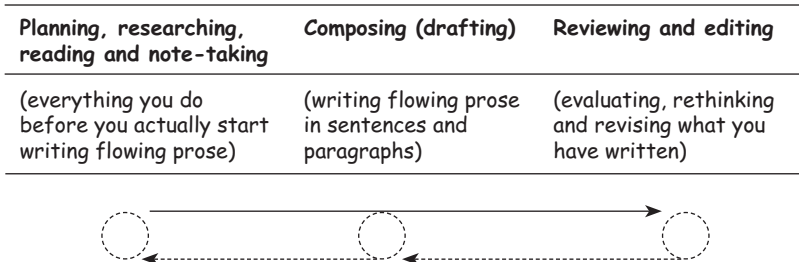 Planning, researching,
reading and note-taking
Composing (drafting)
Reviewing and editing
(everything you do
before you actually start
writing flowing prose)
(writing flowing prose
in sentences and
paragraphs)
(evaluating, rethinking
and revising what you
have written)